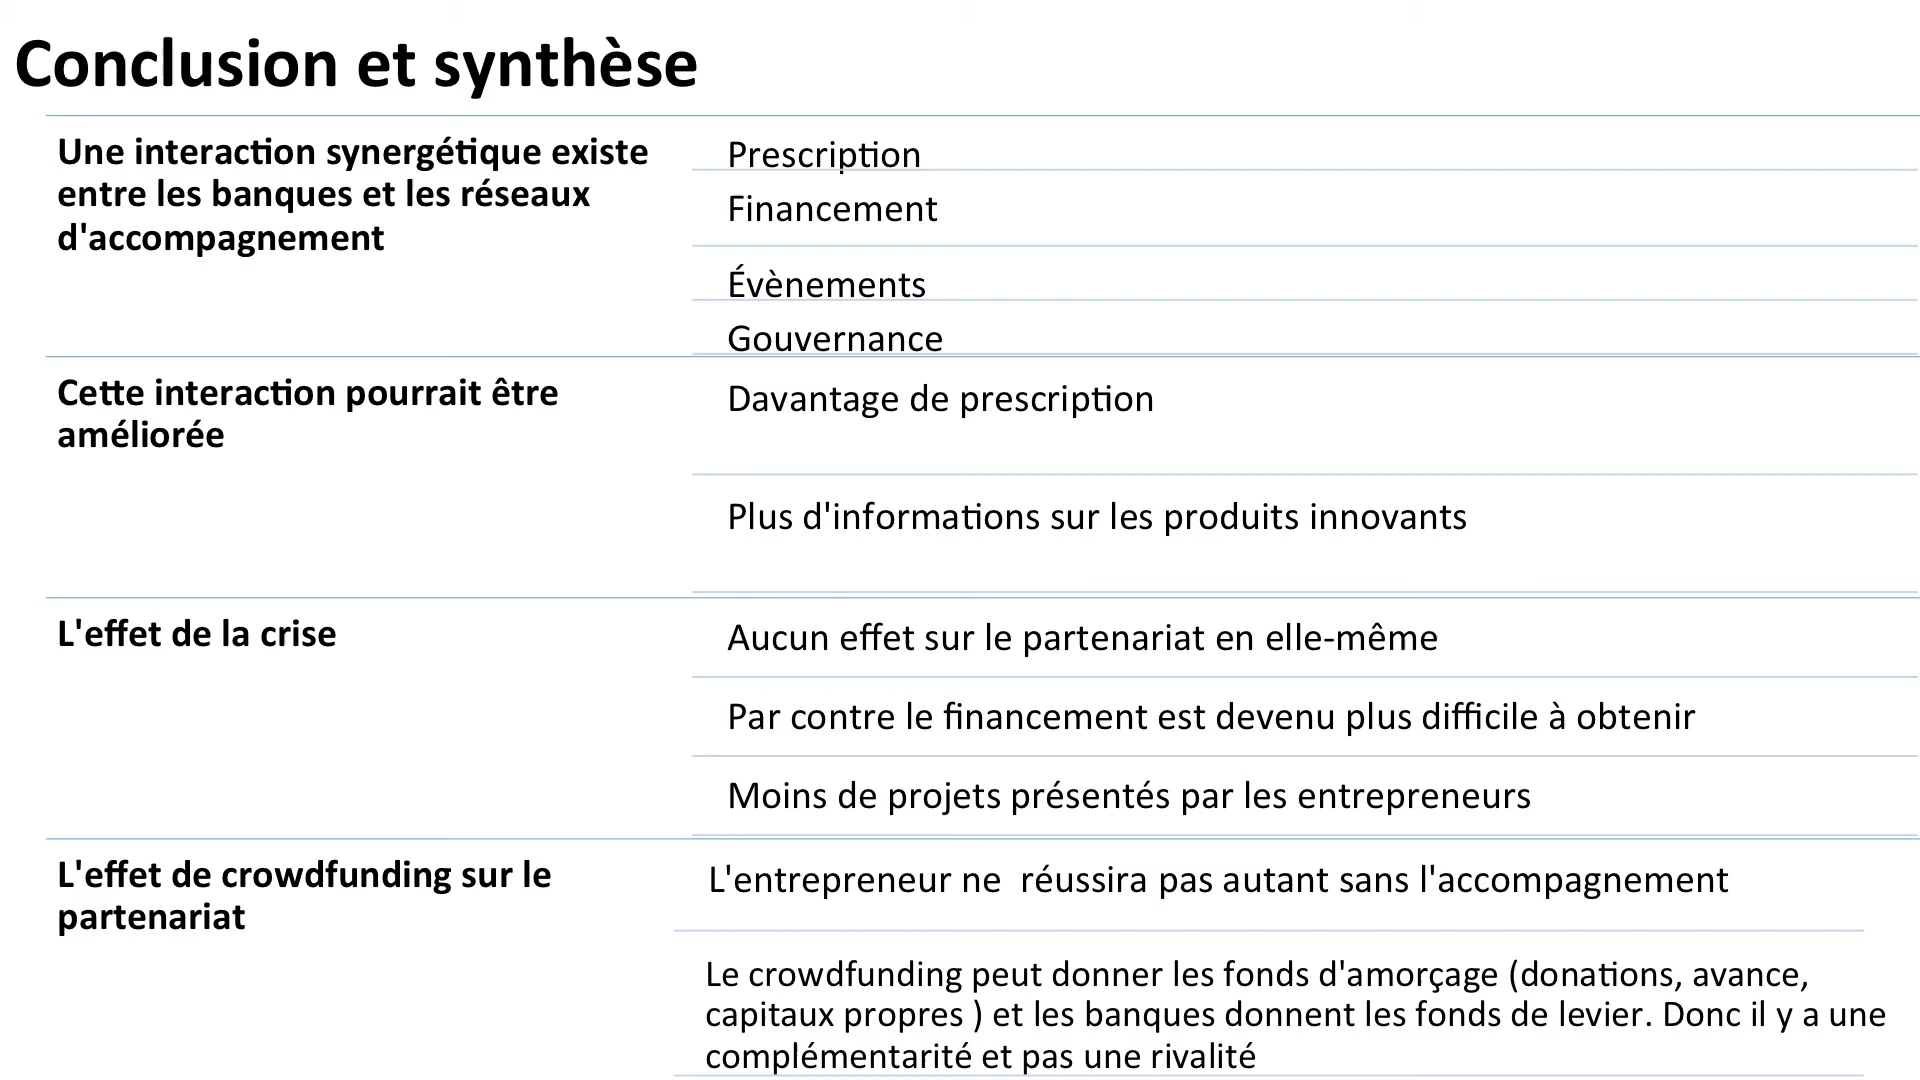 Conclusion et synthèse
Une interaction synergétique existe
entre les banques et les réseaux
d'accompagnement
Prescription
Financement
Évènements
Gouvernance
Cette interaction pourrait être
améliorée
Davantage de prescription
Plus d'informations sur les produits innovants
L'effet de la crise
Aucun effet sur le partenariat en elle-même
Par contre le financement est devenu plus difficile à obtenir
Moins de projets présentés par les entrepreneurs
L'effet de crowdfunding sur le
partenariat
L'entrepreneur ne  réussira pas autant sans l'accompagnement
Le crowdfunding peut donner les fonds d'amorçage (donations, avance,
capitaux propres ) et les banques donnent les fonds de levier. Donc il y a une
complémentarité et pas une rivalité